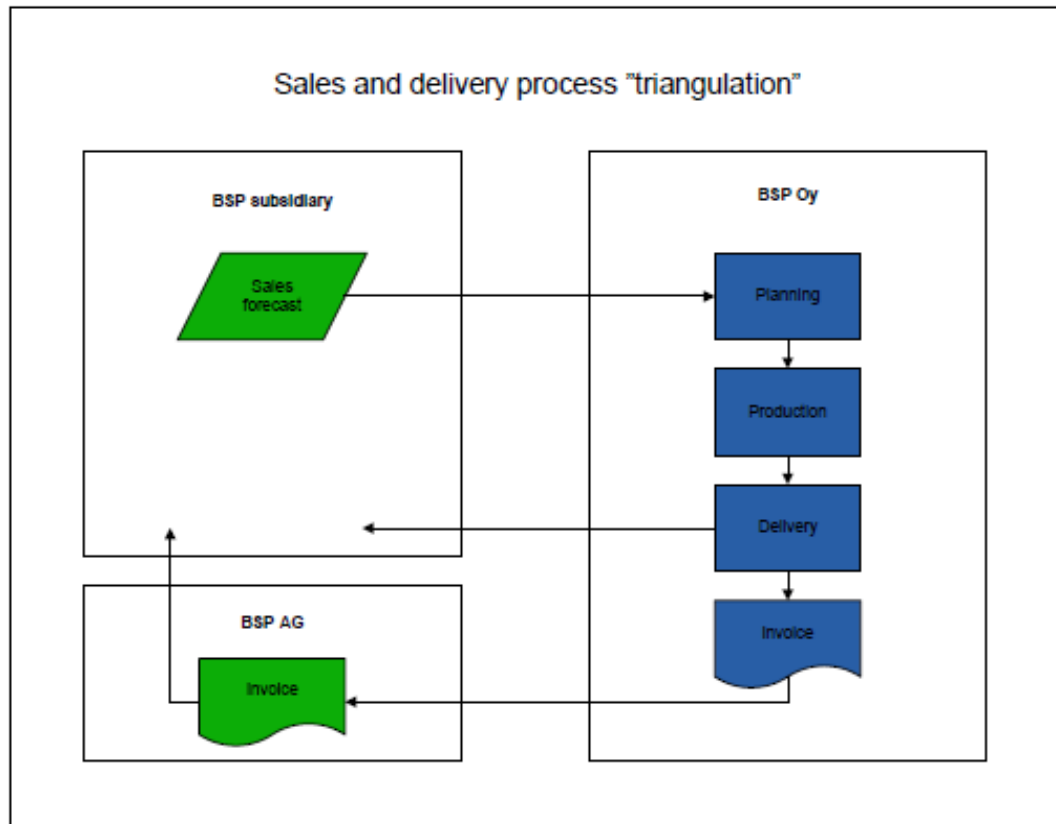 Sales and delivery process ”triangulation”
BSP subsidiary
Sales
forecast
BSP Oy
Planning
Production
Delivery
Invoice
BSP AG
Invoice